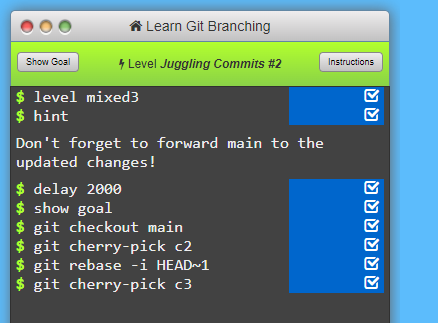 Learn Git Branching
Show Goal
Level Juggling Commits #2
Instructions
$ level mixed3
$ hint
Don't forget to forward main to the
updated changes!
$ delay 2000
$ show goal
$ git checkout main
$ git cherry-pick c2
$ git rebase -i HEAD~1
$ git cherry-pick c3